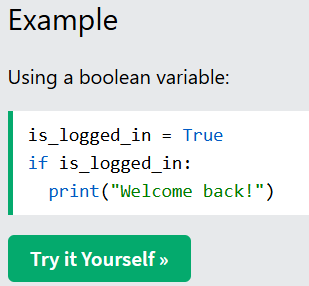 Example
Using a boolean variable:
is_logged_in = True
if is_logged_in:
  print("Welcome back!")
Try it Yourself »